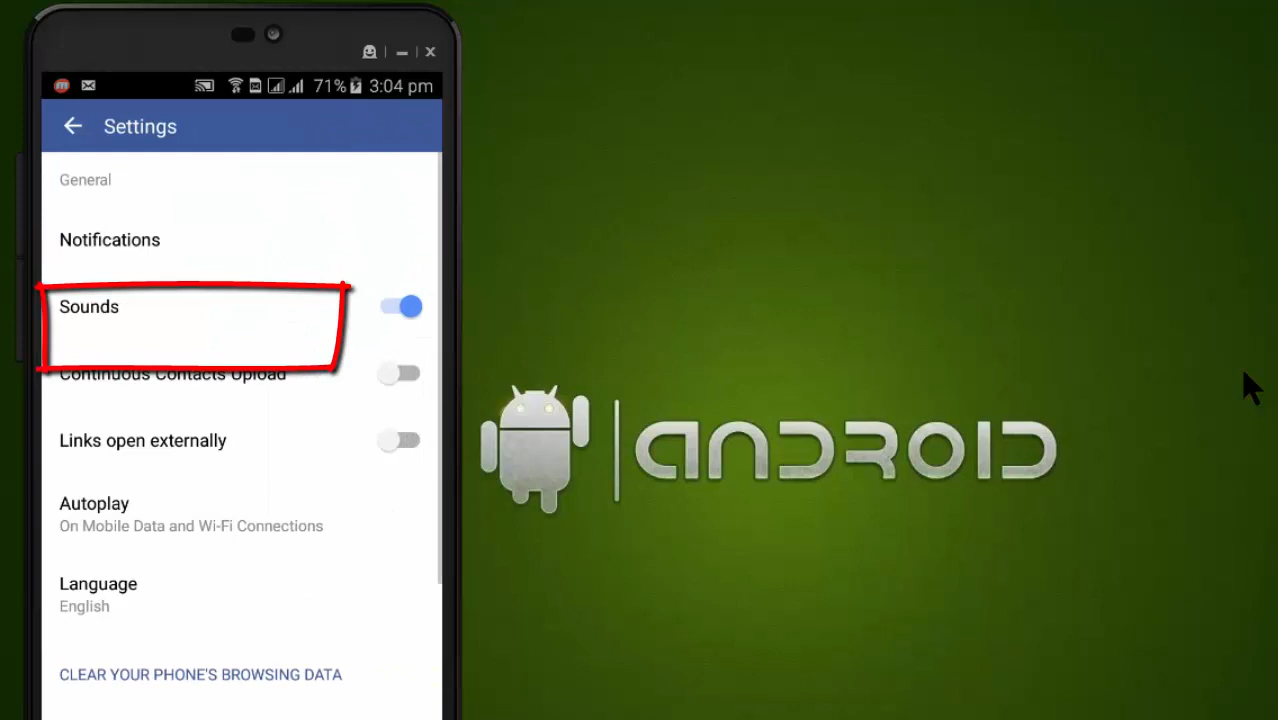 71% 3:04 pm
Settings
General
Notifications
Sounds
Continuous Contacts Upload
Links open externally
Autoplay
On Mobile Data and Wi-Fi Connections
Language
English
CLEAR YOUR PHONE'S BROWSING DATA
ANDROID